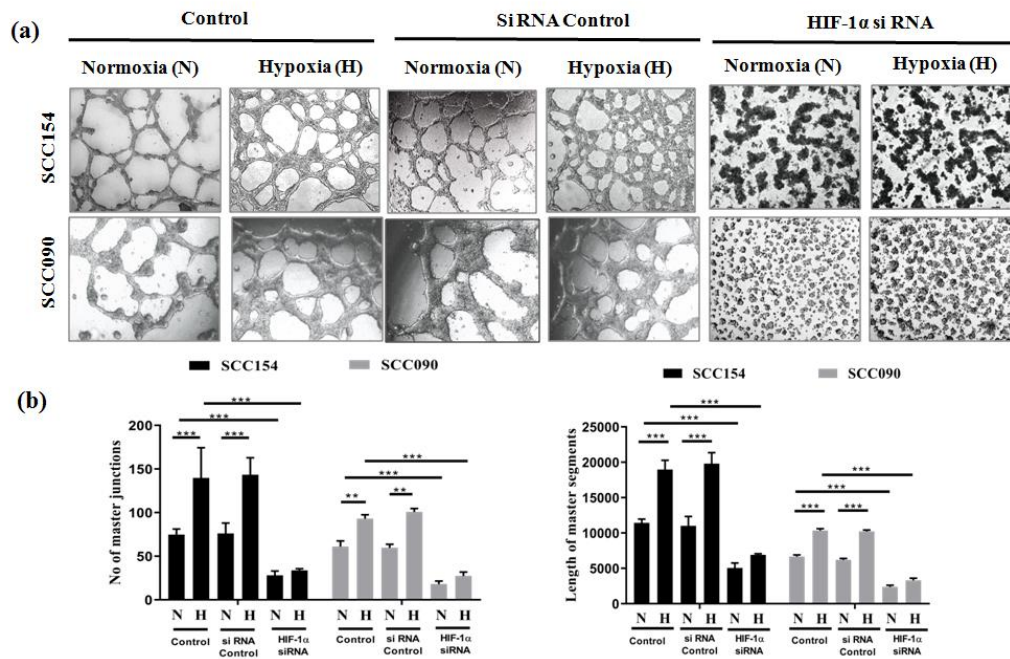 (a)
Control
Si RNA Control
HIF-1α si RNA
Normoxia (N)
Hypoxia (H)
Normoxia (N)
Hypoxia (H)
Normoxia (N)
Hypoxia (H)
SCC154
SCC090
SCC154
SCC090
SCC154
SCC090
(b)
No of master junctions
200
150
100
50
0
***
***
***
***
***
***
**
**
N H N H N H N H N H N H
Control
si RNA Control
HIF-1α siRNA
Control
si RNA Control
HIF-1α siRNA
Length of master segments
25000
20000
15000
10000
5000
0
***
***
***
***
***
***
***
***
N H N H N H N H N H N H
Control
si RNA Control
HIF-1α siRNA
Control
si RNA Control
HIF-1α siRNA